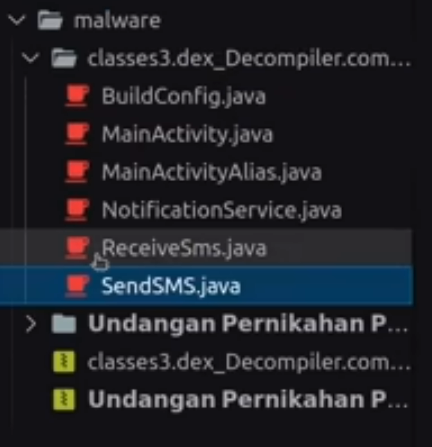 malware
classes3.dex_Decompiler.com...
BuildConfig.java
MainActivity.java
MainActivityAlias.java
NotificationService.java
ReceiveSms.java
SendSMS.java
Undangan Pernikahan P...
classes3.dex_Decompiler.com...
Undangan Pernikahan P...